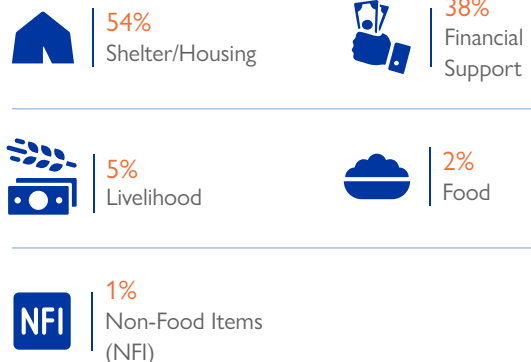 54%
Shelter/Housing
38%
Financial
Support
5%
Livelihood
2%
Food
NFI
1%
Non-Food Items
(NFI)